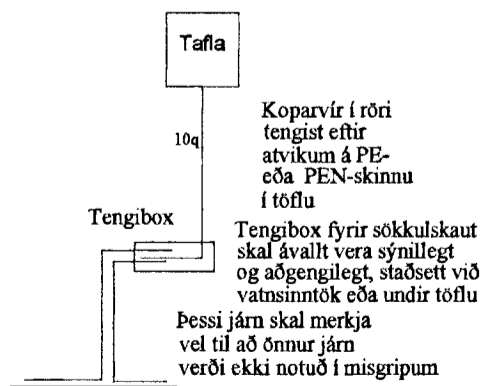 Tafla
Koparvír í röri
tengist eftir
atvikum á PE-
eða PEN-skinnu
í töflu
10q
Tengibox
Tengibox fyrir sökkulskaut
skal ávallt vera sýnillegt
og aðgengilegt, staðsett við
vatnsinntök eða undir töflu
Þessi járn skal merkja
vel til að önnur járn
verði ekki notuð í misgripum